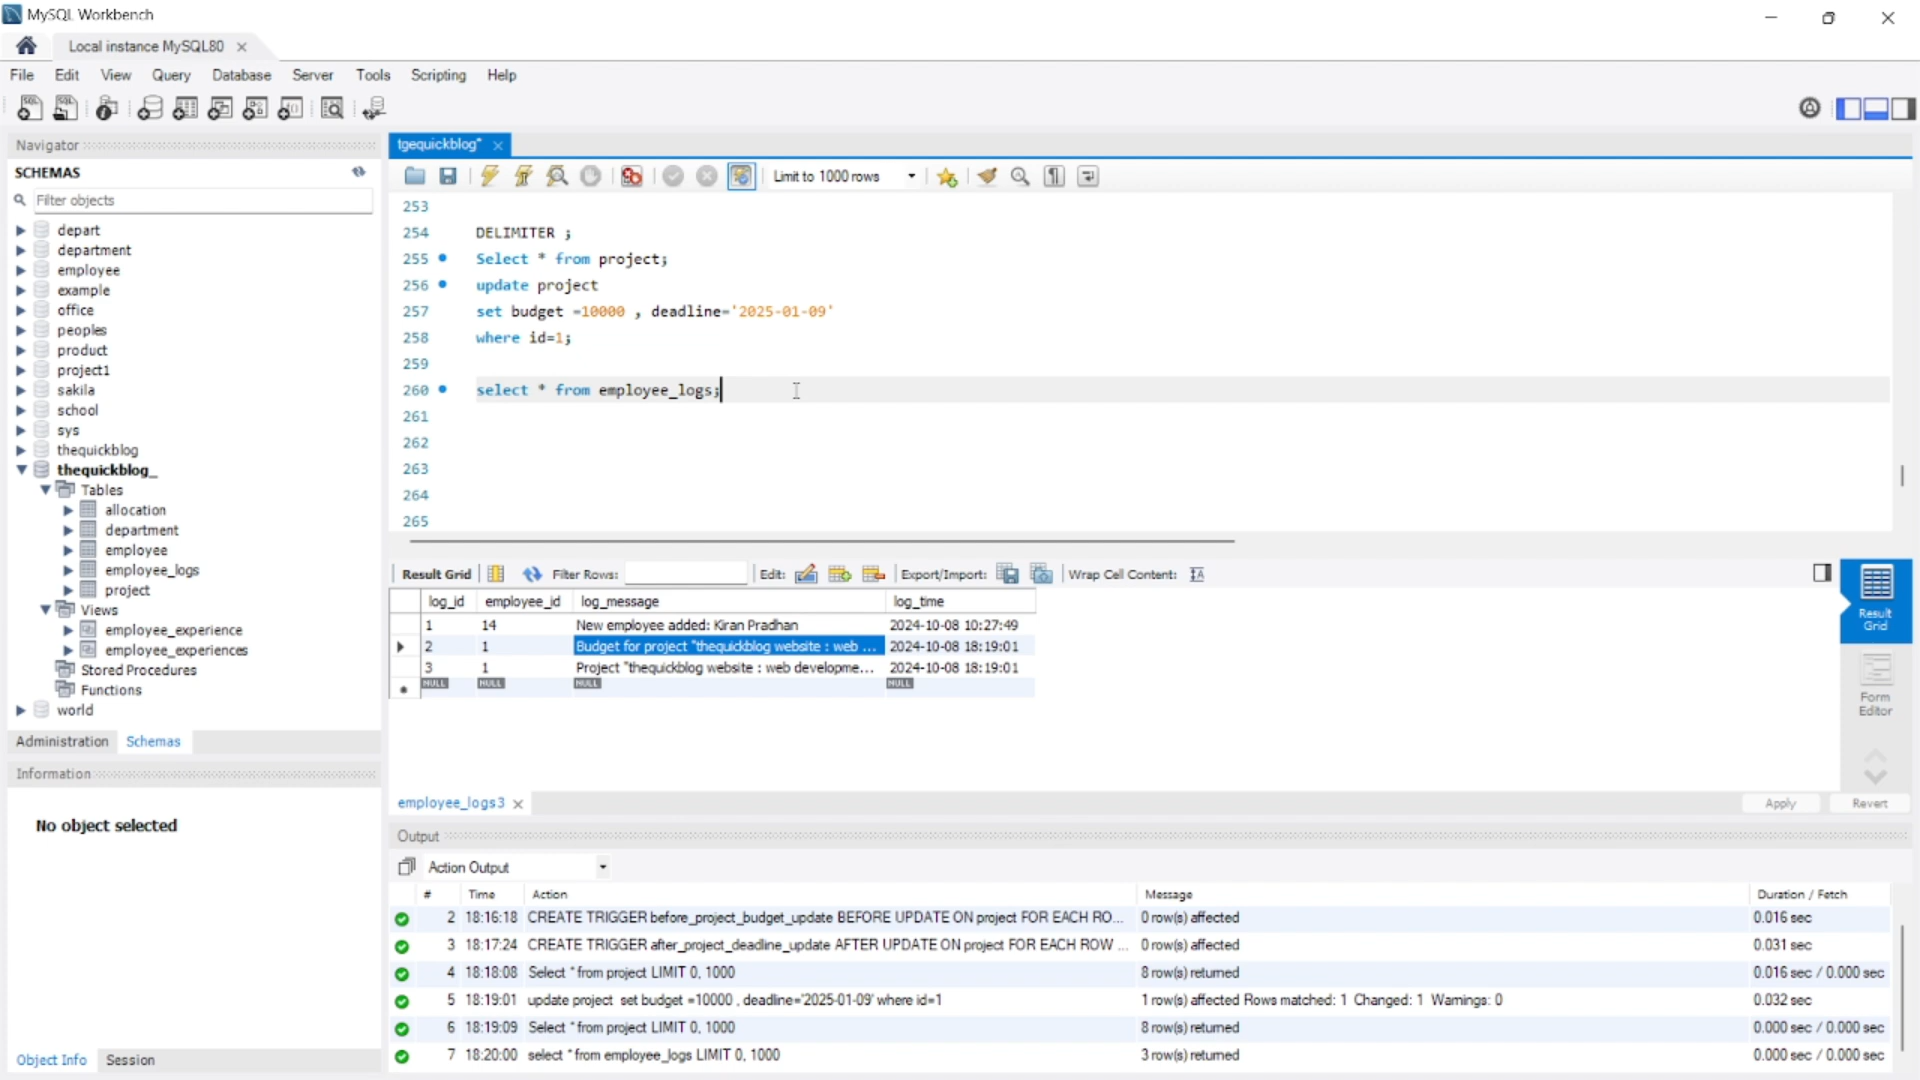 MySQL Workbench
Local instance MySQL80
File Edit View Query Database Server Tools Scripting Help
Navigator
SCHEMAS
Filter objects
depart
department
employee
example
office
peoples
product
project1
sakila
school
sys
thequickblog
thequickblog_
Tables
allocation
department
employee
employee_logs
project
Views
employee_experience
employee_experiences
Stored Procedures
Functions
world
Administration Schemas
Information
No object selected
Object Info Session
tgequickblog*
Limit to 1000 rows
253
254 DELIMITER ;
255 Select * from project;
256 update project
257 set budget =10000 , deadline='2025-01-09'
258 where id=1;
259
260 select * from employee_logs;
261
262
263
264
265
Result Grid Filter Rows: Edit: Export/Import: Wrap Cell Content:
log_id employee_id log_message log_time
1 14 New employee added: Kiran Pradhan 2024-10-08 10:27:49
2 1 Budget for project "thequickblog website : web ... 2024-10-08 18:19:01
3 1 Project "thequickblog website : web developme... 2024-10-08 18:19:01
NULL NULL NULL NULL
Result Grid
Form Editor
employee_logs3
Apply Revert
Output
Action Output
# Time Action Message Duration / Fetch
2 18:16:18 CREATE TRIGGER before_project_budget_update BEFORE UPDATE ON project FOR EACH RO... 0 row(s) affected 0.016 sec
3 18:17:24 CREATE TRIGGER after_project_deadline_update AFTER UPDATE ON project FOR EACH ROW ... 0 row(s) affected 0.031 sec
4 18:18:08 Select * from project LIMIT 0, 1000 8 row(s) returned 0.016 sec / 0.000 sec
5 18:19:01 update project set budget =10000 , deadline='2025-01-09' where id=1 1 row(s) affected Rows matched: 1 Changed: 1 Warnings: 0 0.032 sec
6 18:19:09 Select * from project LIMIT 0, 1000 8 row(s) returned 0.000 sec / 0.000 sec
7 18:20:00 select * from employee_logs LIMIT 0, 1000 3 row(s) returned 0.000 sec / 0.000 sec